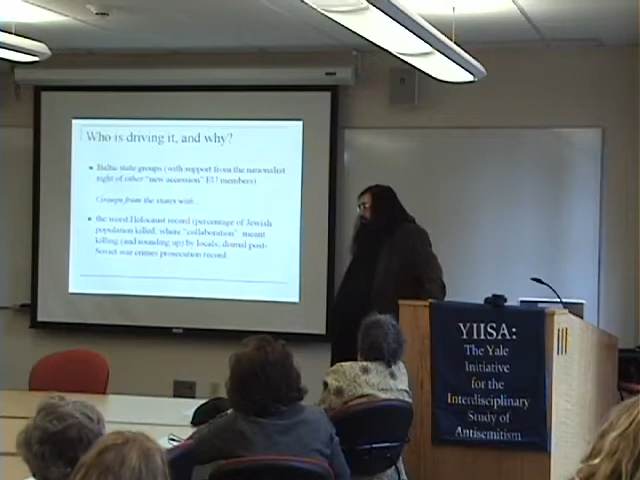 Who is driving it, and why?
Baltic state groups (with support from the nationalist
right of other "new accession" EU members).
Groups from the states with...
the worst Holocaust record (percentage of Jewish
population killed, where "collaboration" meant
killing (and rounding up) by locals; dismal post-
Soviet war crimes prosecution record
YIISA:
The Yale
Initiative
for the
Interdisciplinary
Study of
Antisemitism